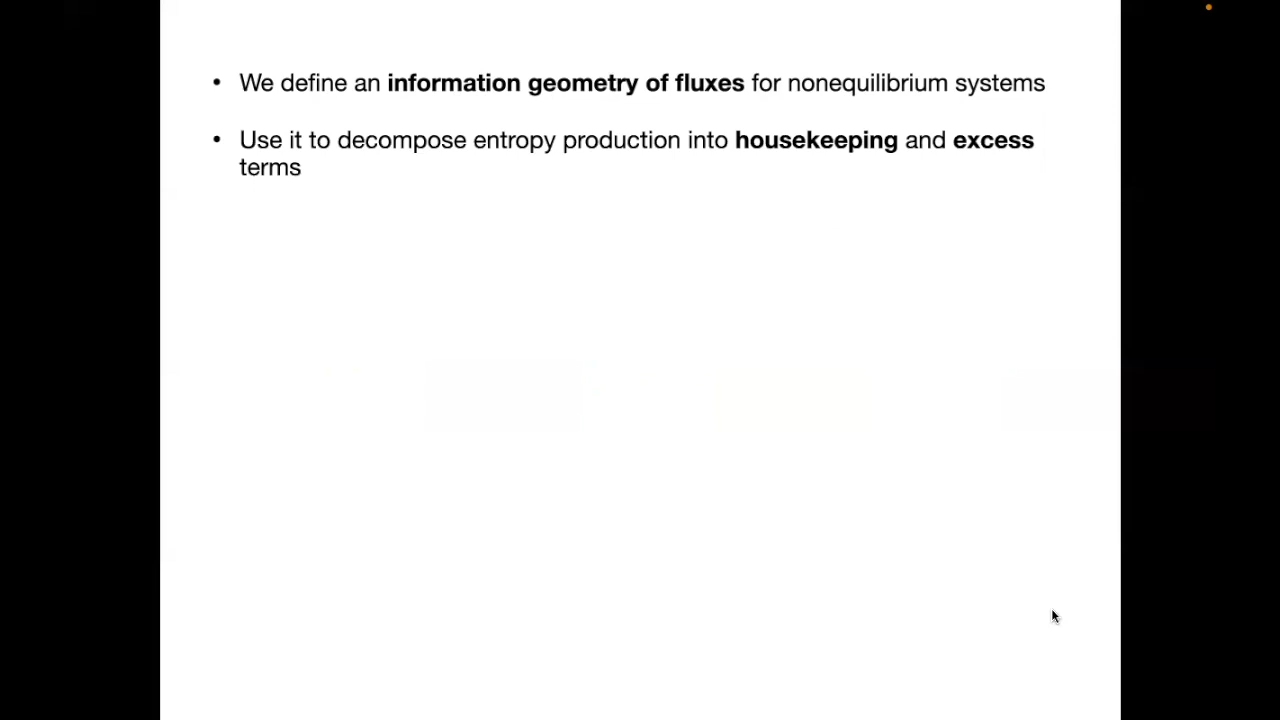 • We define an information geometry of fluxes for nonequilibrium systems
• Use it to decompose entropy production into housekeeping and excess
terms